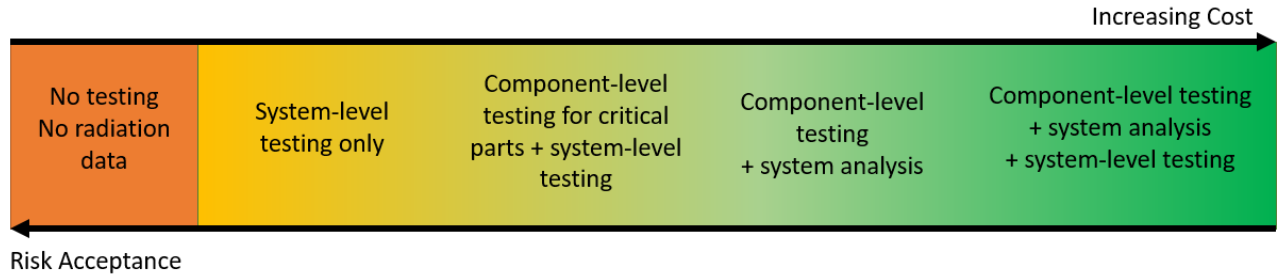 Increasing Cost
No testing
No radiation
data
System-level
testing only
Component-level
testing for critical
parts + system-level
testing
Component-level
testing
+ system analysis
Component-level testing
+ system analysis
+ system-level testing
Risk Acceptance